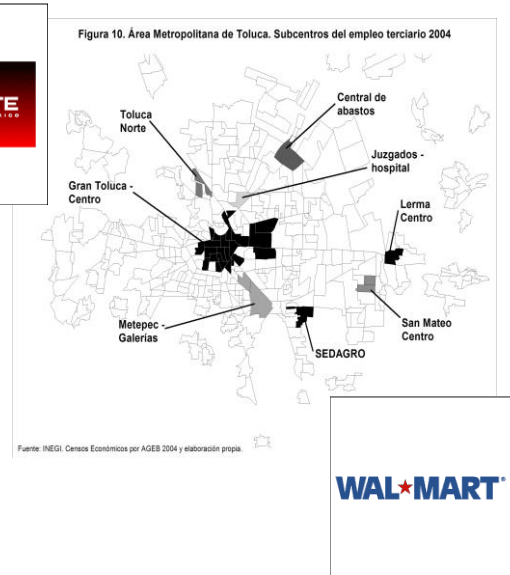 Figura 10. Área Metropolitana de Toluca. Subcentros del empleo terciario 2004
TE
Toluca
Norte
Central de
abastos
Juzgados -
hospital
Gran Toluca -
Centro
Lerma
Centro
Metepec -
Galerías
San Mateo
Centro
SEDAGRO
Fuente: INEGI. Censos Económicos por AGEB 2004 y elaboración propia.
WAL★MART